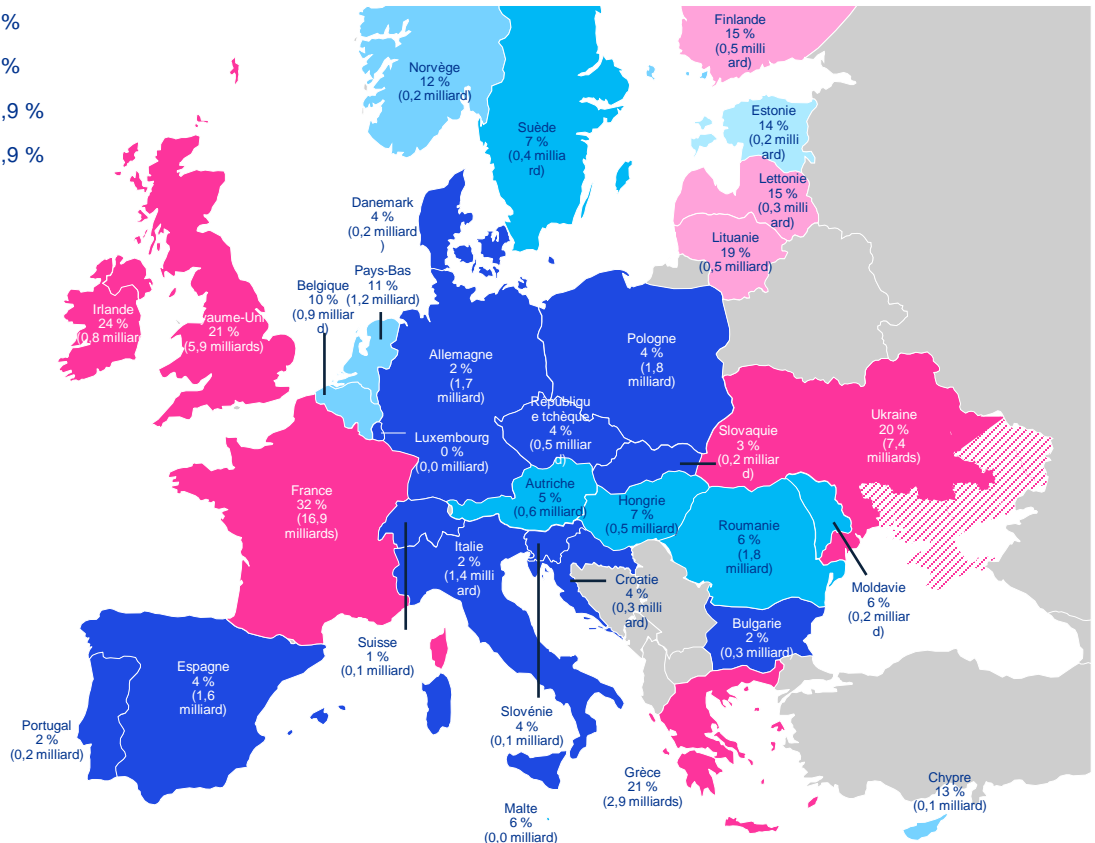 %
%
,9 %
,9 %
Finlande
15 %
(0,5 milli
ard)
Norvège
12 %
(0,2 milliard)
Suède
7 %
(0,4 millia
rd)
Estonie
14 %
(0,2 milli
ard)
Lettonie
15 %
(0,3 milli
ard)
Lituanie
19 %
(0,5 milliard)
Danemark
4 %
(0,2 milliard
)
Pays-Bas
11 %
(1,2 milliard)
Belgique
10 %
(0,9 milliar
d)
Irlande
24 %
(0,8 milliar
yaume-Uni
21 %
(5,9 milliards)
Allemagne
2 %
(1,7
milliard)
Pologne
4 %
(1,8
milliard)
Républiqu
e tchèque
4 %
(0,5 milliar
d)
Slovaquie
3 %
(0,2 milliar
d)
Ukraine
20 %
(7,4
milliards)
Luxembourg
0 %
(0,0 milliard)
France
32 %
(16,9
milliards)
Autriche
5 %
(0,6 milliard)
Hongrie
7 %
(0,5 milliard)
Roumanie
6 %
(1,8
milliard)
Italie
2 %
(1,4 milli
ard)
Croatie
4 %
(0,3 milli
ard)
Moldavie
6 %
(0,2 milliar
d)
Bulgarie
2 %
(0,3 milliard)
Suisse
1 %
(0,1 milliard)
Espagne
4 %
(1,6
milliard)
Portugal
2 %
(0,2 milliard)
Slovénie
4 %
(0,1 milliard)
Grèce
21 %
(2,9 milliards)
Chypre
13 %
(0,1 milliard)
Malte
6 %
(0,0 milliard)